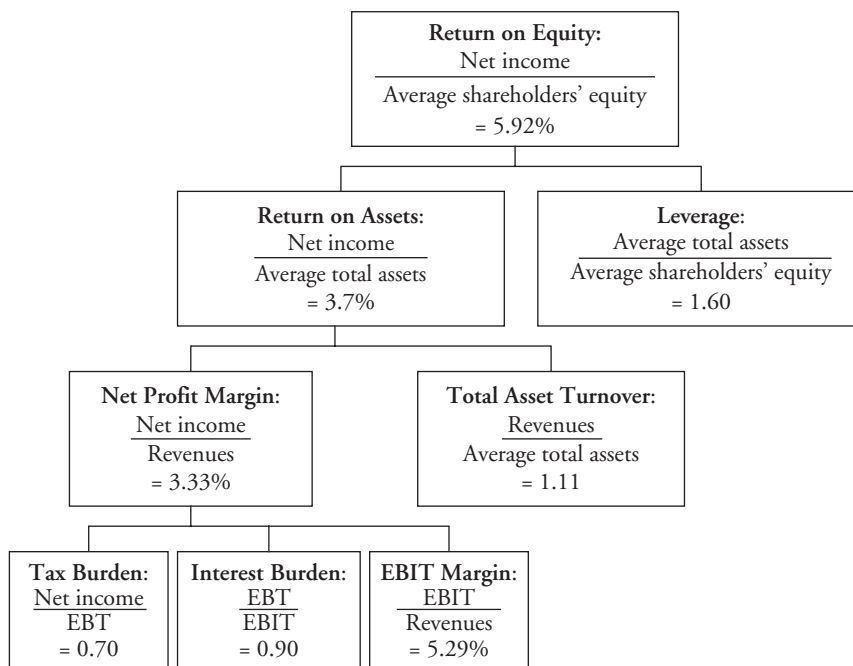 Return on Equity:
Net income
Average shareholders’ equity
= 5.92%
Return on Assets:
Net income
Average total assets
= 3.7%
Leverage:
Average total assets
Average shareholders’ equity
= 1.60
Net Profit Margin:
Net income
Revenues
= 3.33%
Total Asset Turnover:
Revenues
Average total assets
= 1.11
Tax Burden:
Net income
EBT
= 0.70
Interest Burden:
EBT
EBIT
= 0.90
EBIT Margin:
EBIT
Revenues
= 5.29%